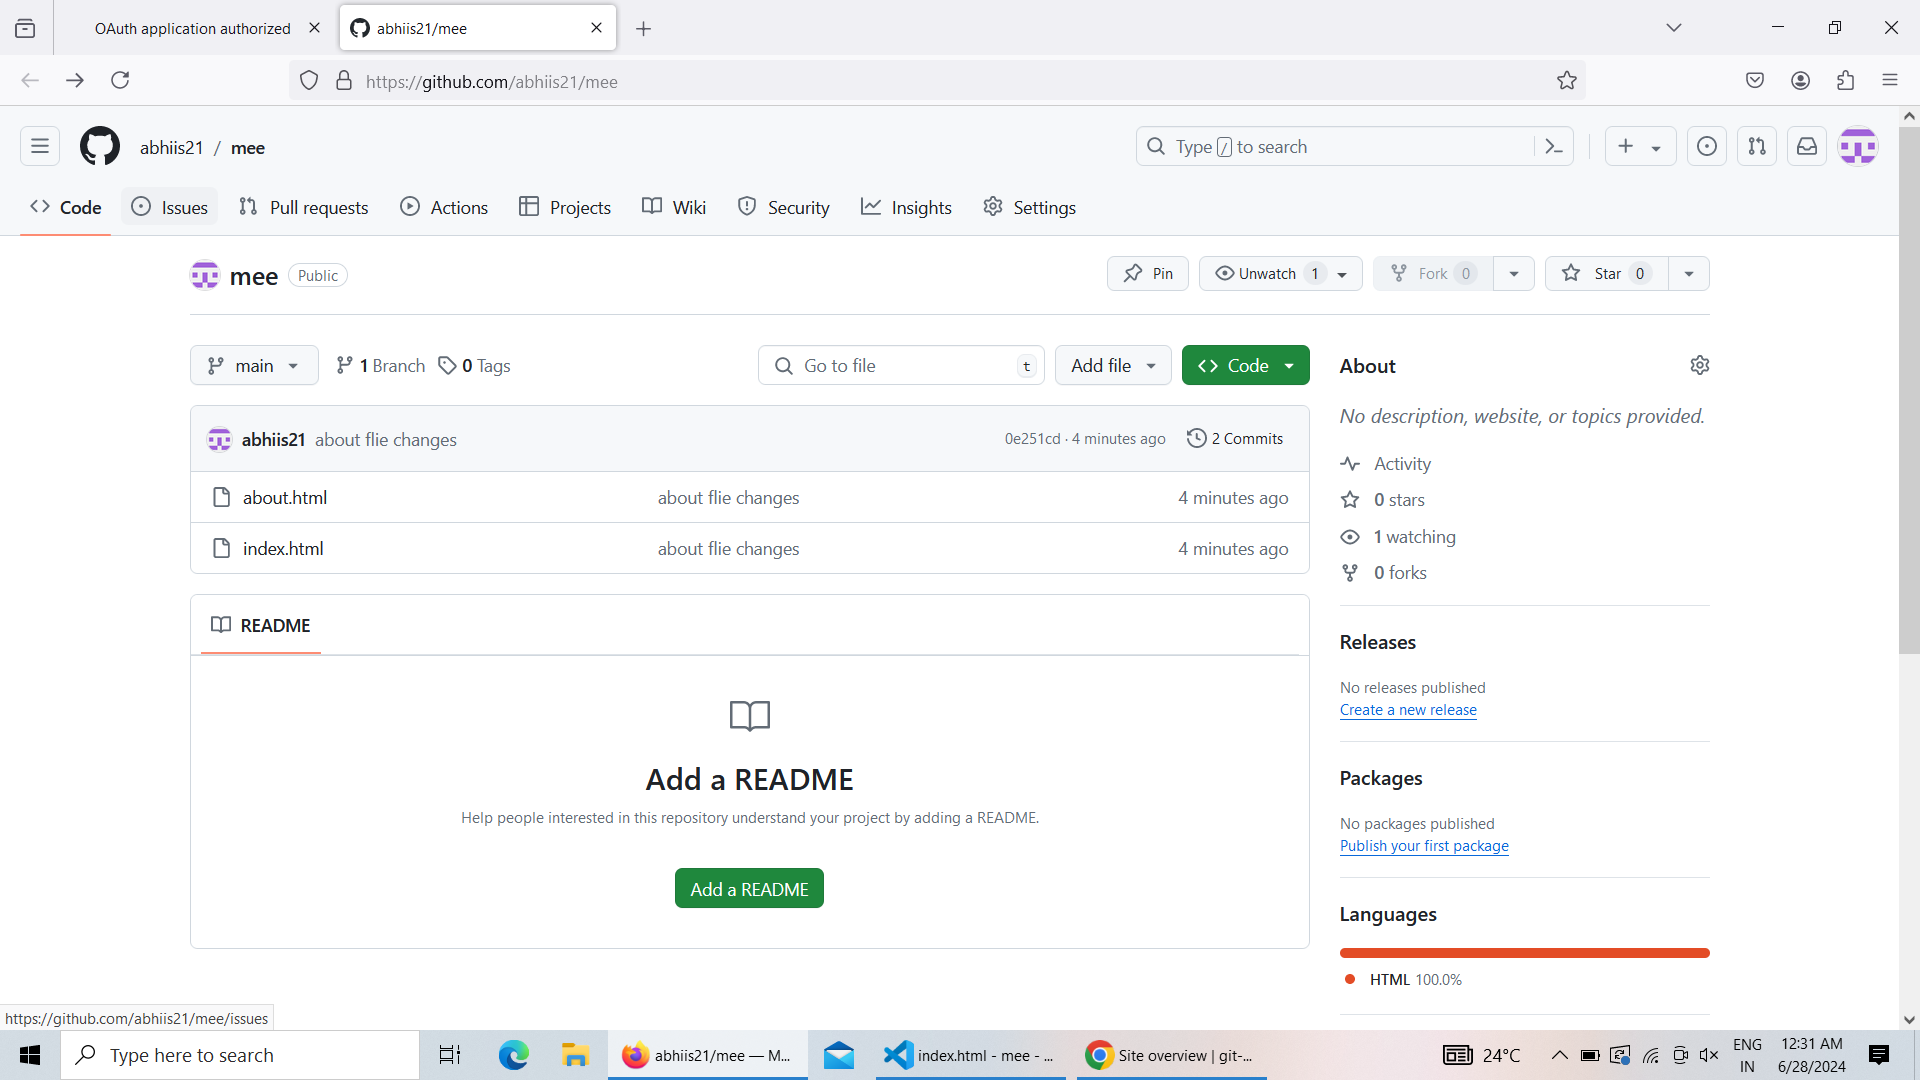 OAuth application authorized
abhiis21/mee
https://github.com/abhiis21/mee
abhiis21 / mee
Type / to search
Code Issues Pull requests Actions Projects Wiki Security Insights Settings
mee Public
Pin Unwatch 1 Fork 0 Star 0
main 1 Branch 0 Tags Go to file t Add file Code
abhiis21 about flie changes 0e251cd · 4 minutes ago 2 Commits
about.html about flie changes 4 minutes ago
index.html about flie changes 4 minutes ago
README
Add a README
Help people interested in this repository understand your project by adding a README.
Add a README
About
No description, website, or topics provided.
Activity
0 stars
1 watching
0 forks
Releases
No releases published
Create a new release
Packages
No packages published
Publish your first package
Languages
HTML 100.0%
https://github.com/abhiis21/mee/issues
Type here to search
abhiis21/mee — M...
index.html - mee - ...
Site overview | git-...
24°C
ENG
IN
12:31 AM
6/28/2024